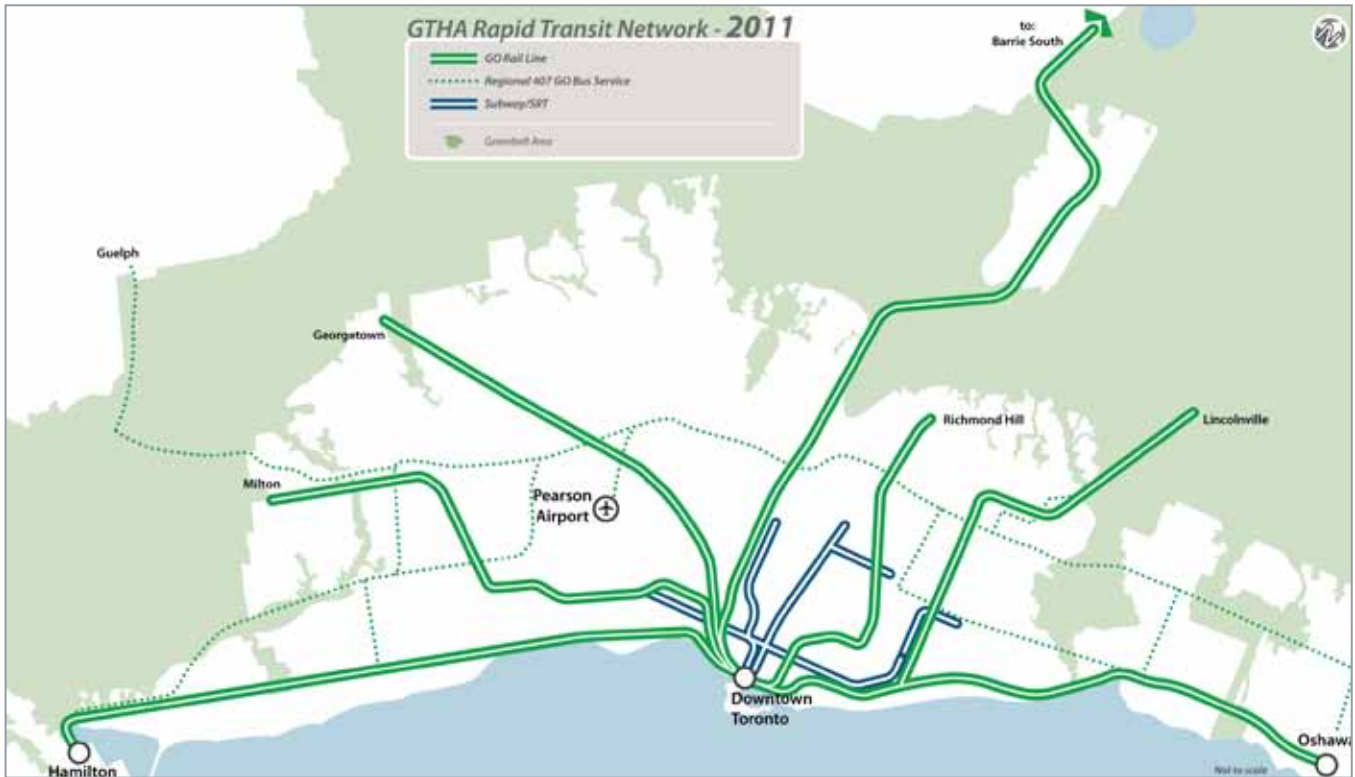 GTHA Rapid Transit Network - 2011
GO Rail Line
Regional 407 GO Bus Service
Subway/SRT
Greenbelt Area
to:
Barrie South
Guelph
Georgetown
Richmond Hill
Lincolnville
Milton
Pearson
Airport
Downtown
Toronto
Oshawa
Hamilton
Not to scale